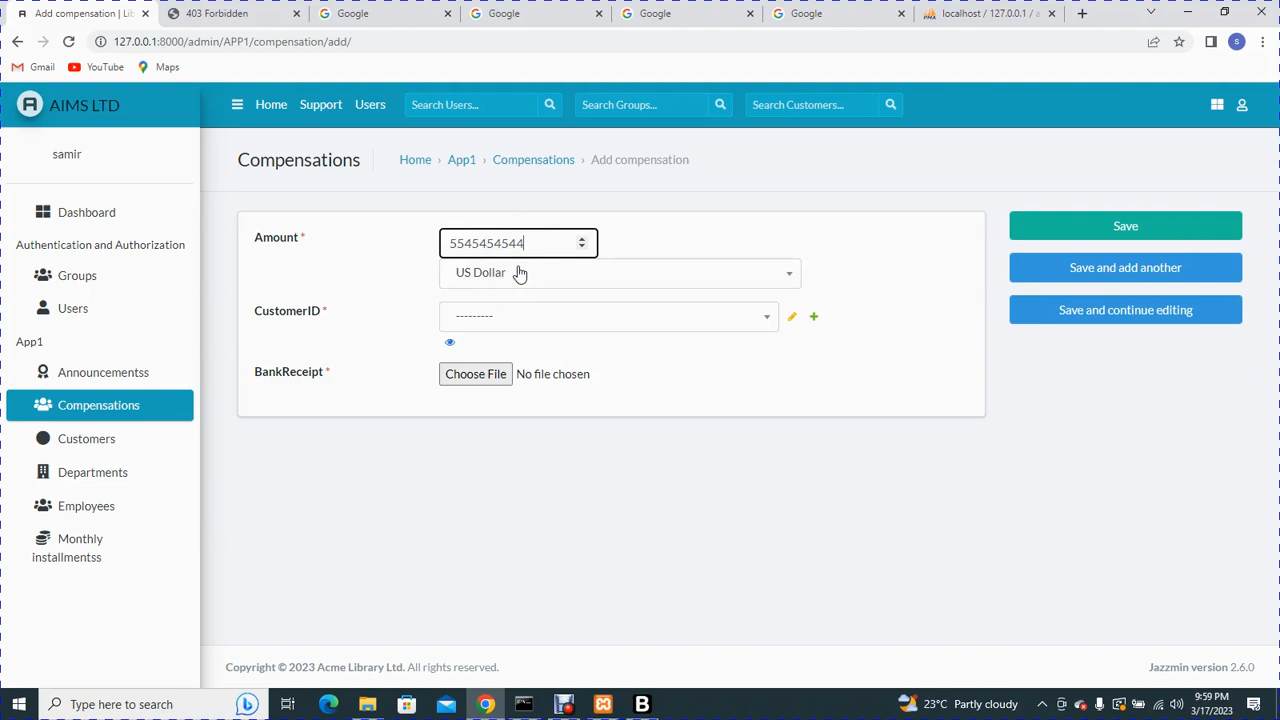 Add compensation | Lib
403 Forbidden
Google
Google
Google
Google
localhost / 127.0.0.1 / a
127.0.0.1:8000/admin/APP1/compensation/add/
S
Gmail
YouTube
Maps
AIMS LTD
Home
Support
Users
Search Users...
Search Groups...
Search Customers...
samir
Compensations
Home › App1 › Compensations › Add compensation
Dashboard
Authentication and Authorization
Groups
Users
App1
Announcementss
Compensations
Customers
Departments
Employees
Monthly
installmentss
Amount *
5545454544
US Dollar
CustomerID *
---------
BankReceipt *
Choose File No file chosen
Save
Save and add another
Save and continue editing
Copyright © 2023 Acme Library Ltd. All rights reserved.
Jazzmin version 2.6.0
Type here to search
23°C Partly cloudy
9:59 PM
3/17/2023